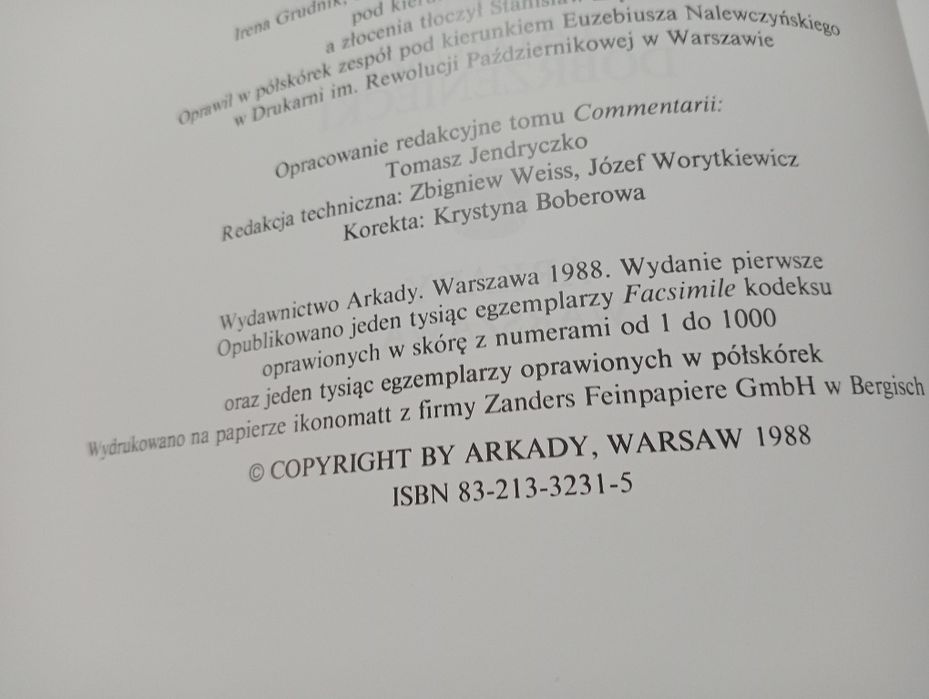 Irena Grudnik,
pod
a złocenia tłoczył
Oprawił w półskórek zespół pod kierunkiem Euzebiusza Nalewczyńskiego
w Drukarni im. Rewolucji Październikowej w Warszawie
Opracowanie redakcyjne tomu Commentarii:
Tomasz Jendryczko
Redakcja techniczna: Zbigniew Weiss, Józef Worytkiewicz
Korekta: Krystyna Boberowa
Wydawnictwo Arkady. Warszawa 1988. Wydanie pierwsze
Opublikowano jeden tysiąc egzemplarzy Facsimile kodeksu
oprawionych w skórę z numerami od 1 do 1000
oraz jeden tysiąc egzemplarzy oprawionych w półskórek
Wydrukowano na papierze ikonomatt z firmy Zanders Feinpapiere GmbH w Bergisch
© COPYRIGHT BY ARKADY, WARSAW 1988
ISBN 83-213-3231-5